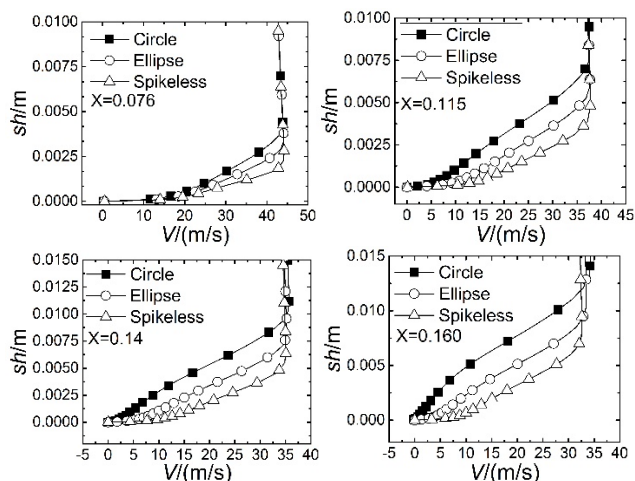 0.0100
0.0075
0.0050
0.0025
0.0000
sh/m
Circle
Ellipse
Spikeless
X=0.076
0 10 20 30 40 50
V/(m/s)
0.0100
0.0075
0.0050
0.0025
0.000
sh/m
Circle
Ellipse
Spikeless
X=0.115
0 5 10 15 20 25 30 35 40 45
V/(m/s)
0.0150
0.0125
0.0100
0.0075
0.0050
0.0025
0.0000
sh/m
Circle
Ellipse
Spikeless
X=0.14
-5 0 5 10 15 20 25 30 35 40
V/(m/s)
0.015
0.010
0.005
0.000
sh/m
Circle
Ellipse
Spikeless
X=0.160
0 5 10 15 20 25 30 35 40
V/(m/s)